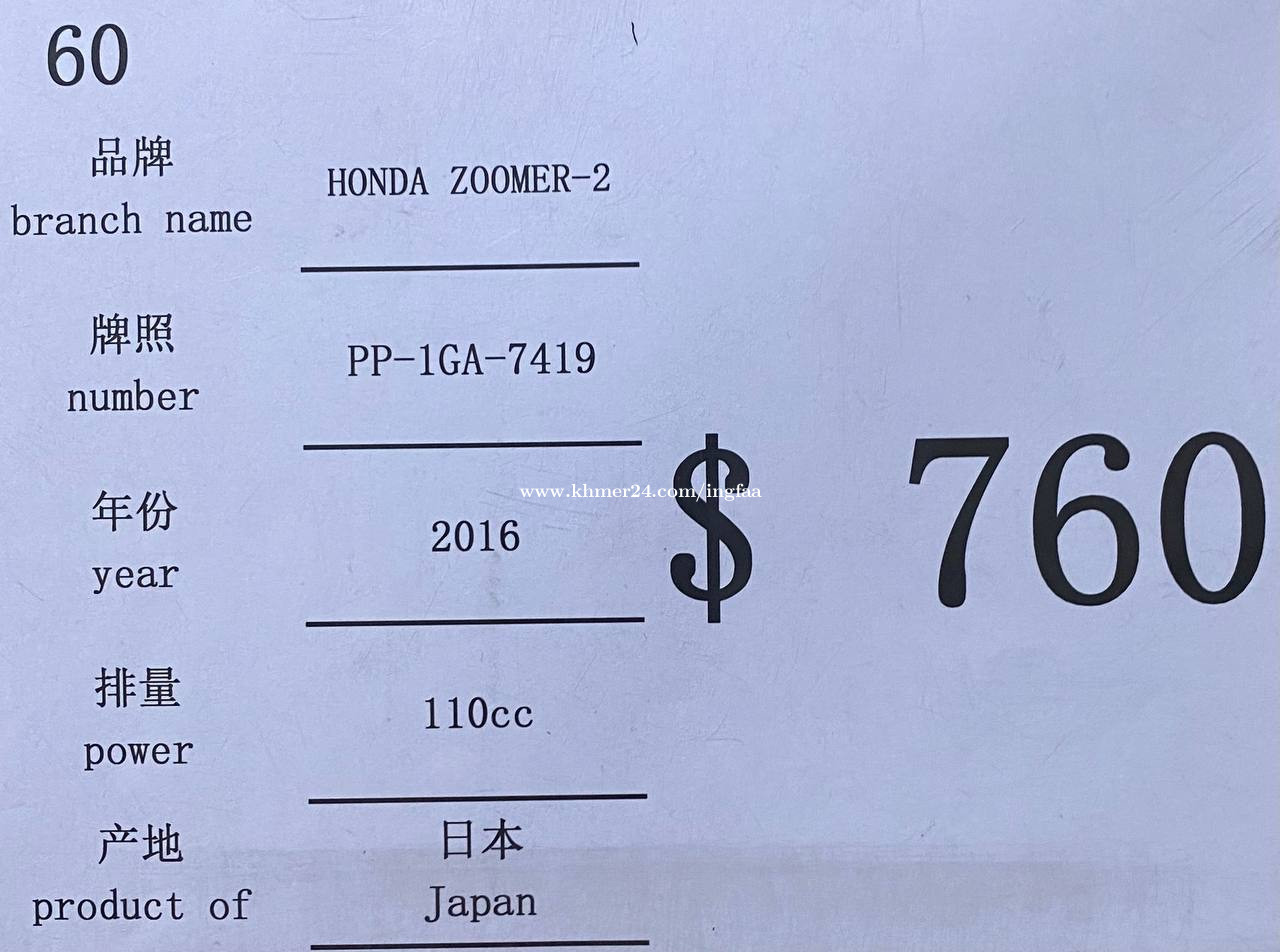 60
品牌
branch name
HONDA ZOOMER-2
牌照
number
PP-1GA-7419
年份
year
2016
$ 760
www.khmer24.com/ingfaa
排量
power
110cc
产地
product of
日本
Japan